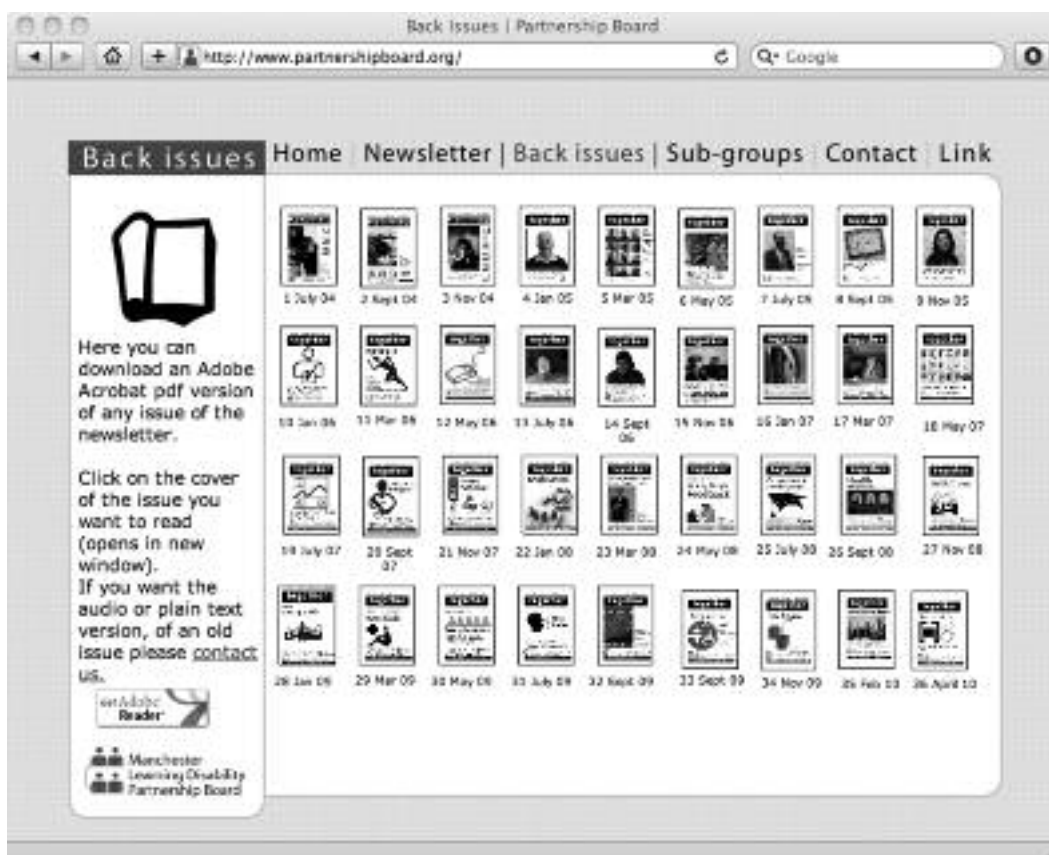 Back Issues | Partnership Board
http://www.partnershipboard.org/
Google
Back issues
Home | Newsletter | Back issues | Sub-groups | Contact | Link
Here you can
download an Adobe
Acrobat pdf version
of any issue of the
newsletter.
Click on the cover
of the issue you
want to read
(opens in new
window).
If you want the
audio or plain text
version, of an old
issue please contact
us.
Get Adobe
Reader
Manchester
Learning Disability
Partnership Board
1 July 04
2 Sept 04
3 Nov 04
4 Jan 05
5 Mar 05
6 May 05
7 July 05
8 Sept 05
9 Nov 05
10 Jan 06
11 Mar 06
12 May 06
13 July 06
14 Sept
06
15 Nov 06
16 Jan 07
17 Mar 07
18 May 07
19 July 07
20 Sept
07
21 Nov 07
22 Jan 08
23 Mar 08
24 May 08
25 July 08
26 Sept 08
27 Nov 08
28 Jan 09
29 Mar 09
30 May 09
31 July 09
32 Sept 09
33 Sept 09
34 Nov 09
35 Feb 10
36 April 10